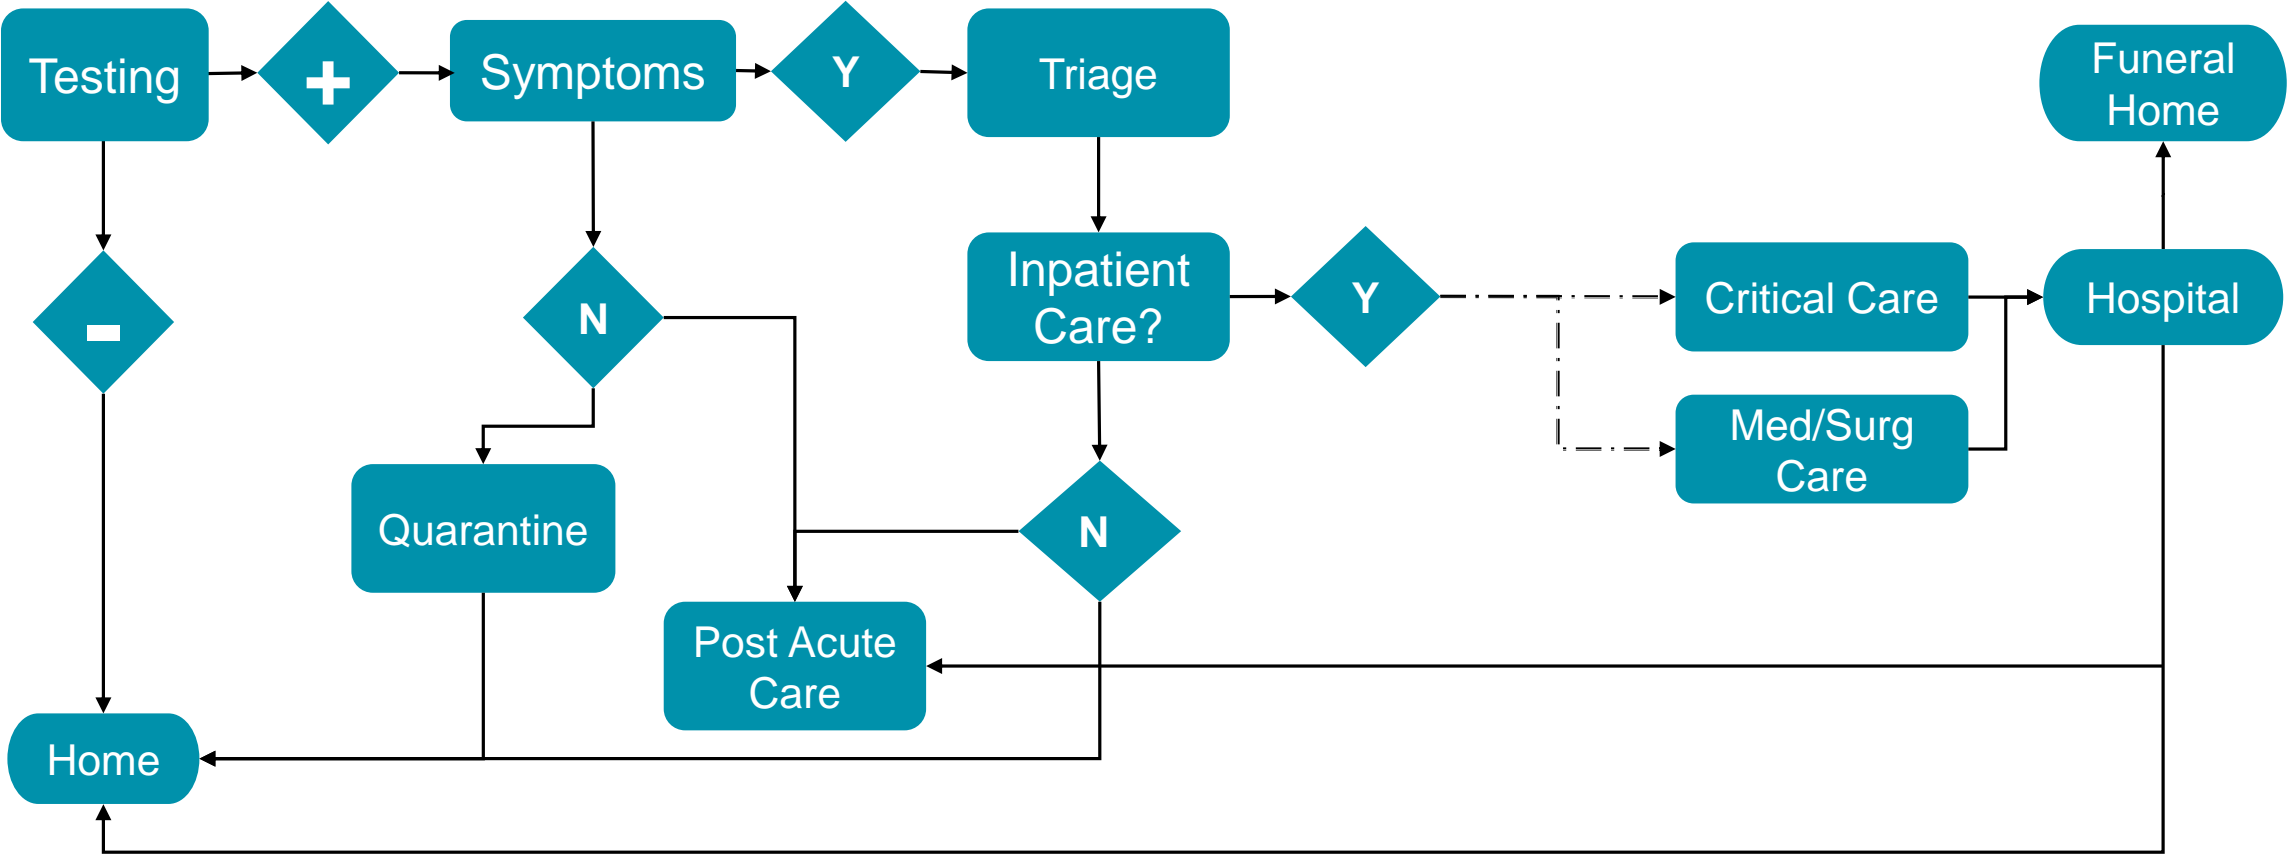 Testing
+
Symptoms
Y
Triage
Funeral
Home
-
N
Inpatient
Care?
Y
Critical Care
Hospital
Med/Surg
Care
Quarantine
N
Post Acute
Care
Home